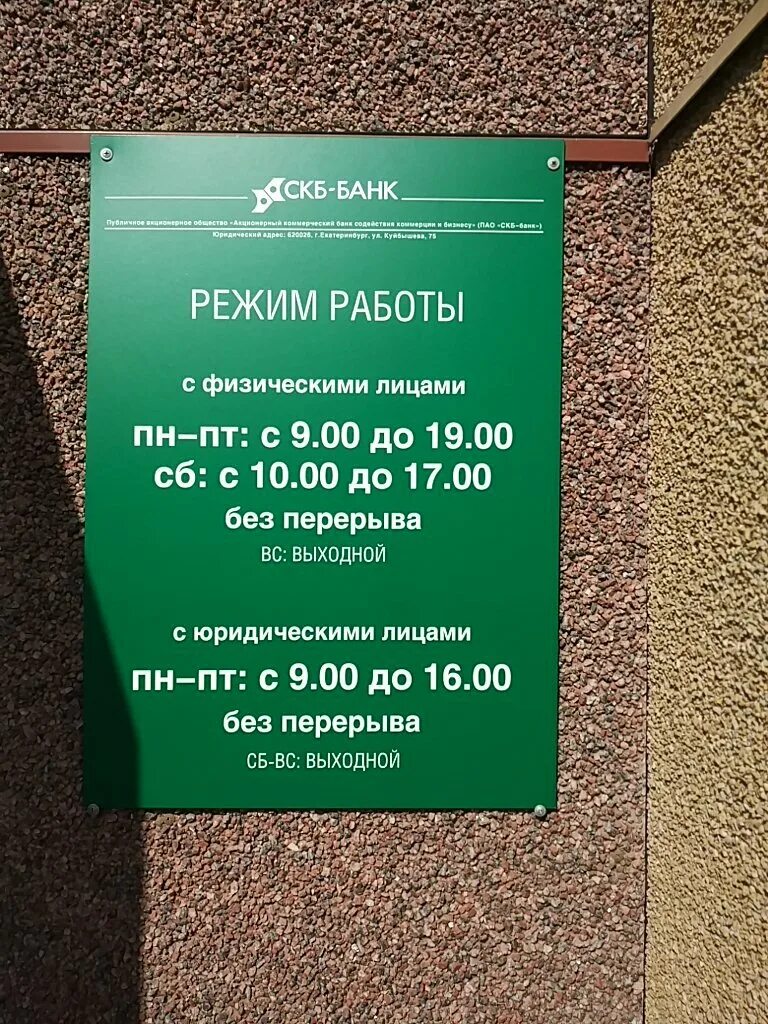 СКБ-БАНК
Публичное акционерное общество «Акционерный коммерческий банк содействия коммерции и бизнесу» (ПАО «СКБ-банк»)
Юридический адрес: 620026, г.Екатеринбург, ул. Куйбышева, 75
РЕЖИМ РАБОТЫ
с физическими лицами
пн–пт: с 9.00 до 19.00
сб: с 10.00 до 17.00
без перерыва
ВС: ВЫХОДНОЙ
с юридическими лицами
пн–пт: с 9.00 до 16.00
без перерыва
СБ-ВС: ВЫХОДНОЙ